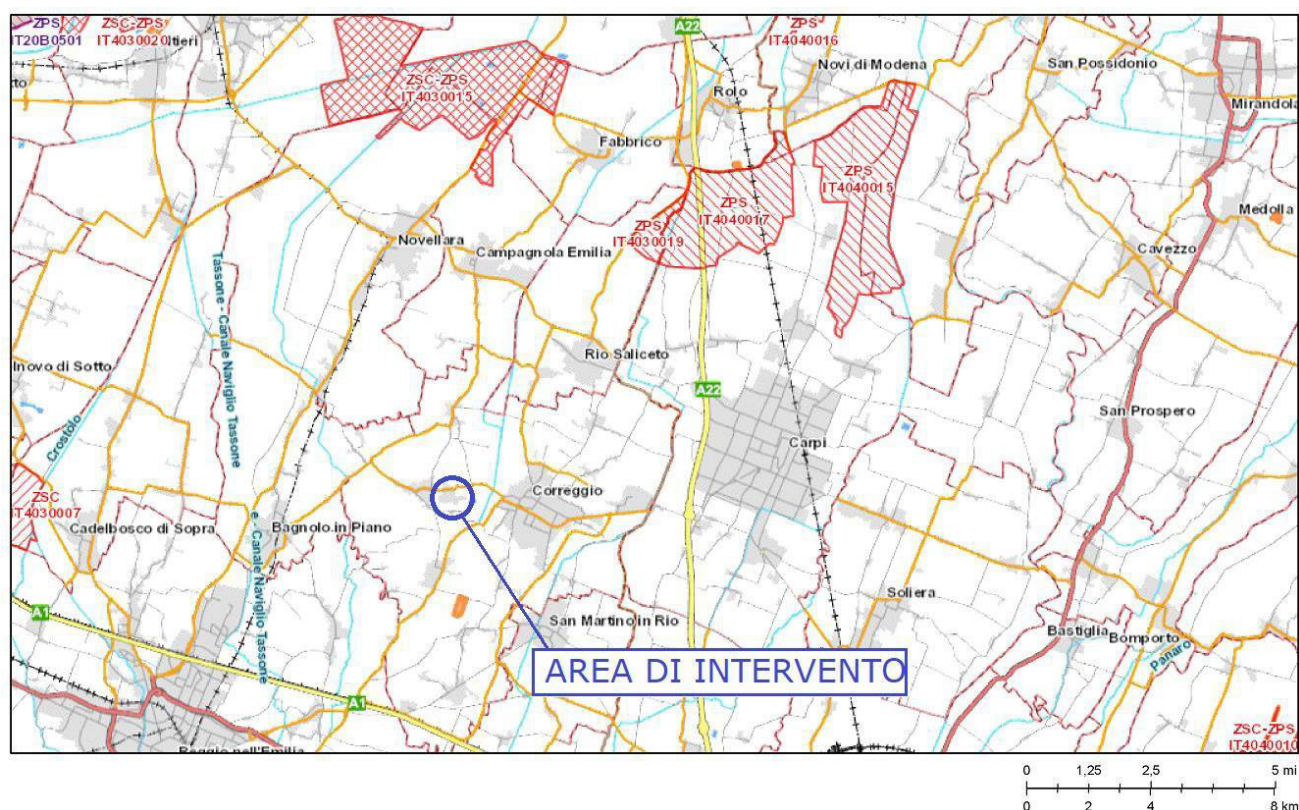 ZPS
IT20B0501
ZSC-ZPS
IT4030020
ltieri
A22
ZPS
IT4040016
Novi di Modena
San Possidonio
ZSC-ZPS
IT4030015
Rolo
Mirandola
tto
Fabbrico
ZPS
IT4040015
ZPS
IT4040017
ZPS
IT4030019
Medolla
Novellara
Campagnola Emilia
Cavezzo
Tassone - Canale Naviglio Tassone
Rio Saliceto
lnovo di Sotto
A22
San Prospero
Crostolo
Carpi
ZSC
IT4030007
Correggio
Cadelbosco di Sopra
Bagnolo in Piano
e - Canale Naviglio Tassone
Soliera
A1
San Martino in Rio
Bastiglia
Bomporto
Panaro
AREA DI INTERVENTO
A1
ZSC-ZPS
IT4040010
Reggio nell'Emilia
0 1,25 2,5 5 mi
0 2 4 8 km